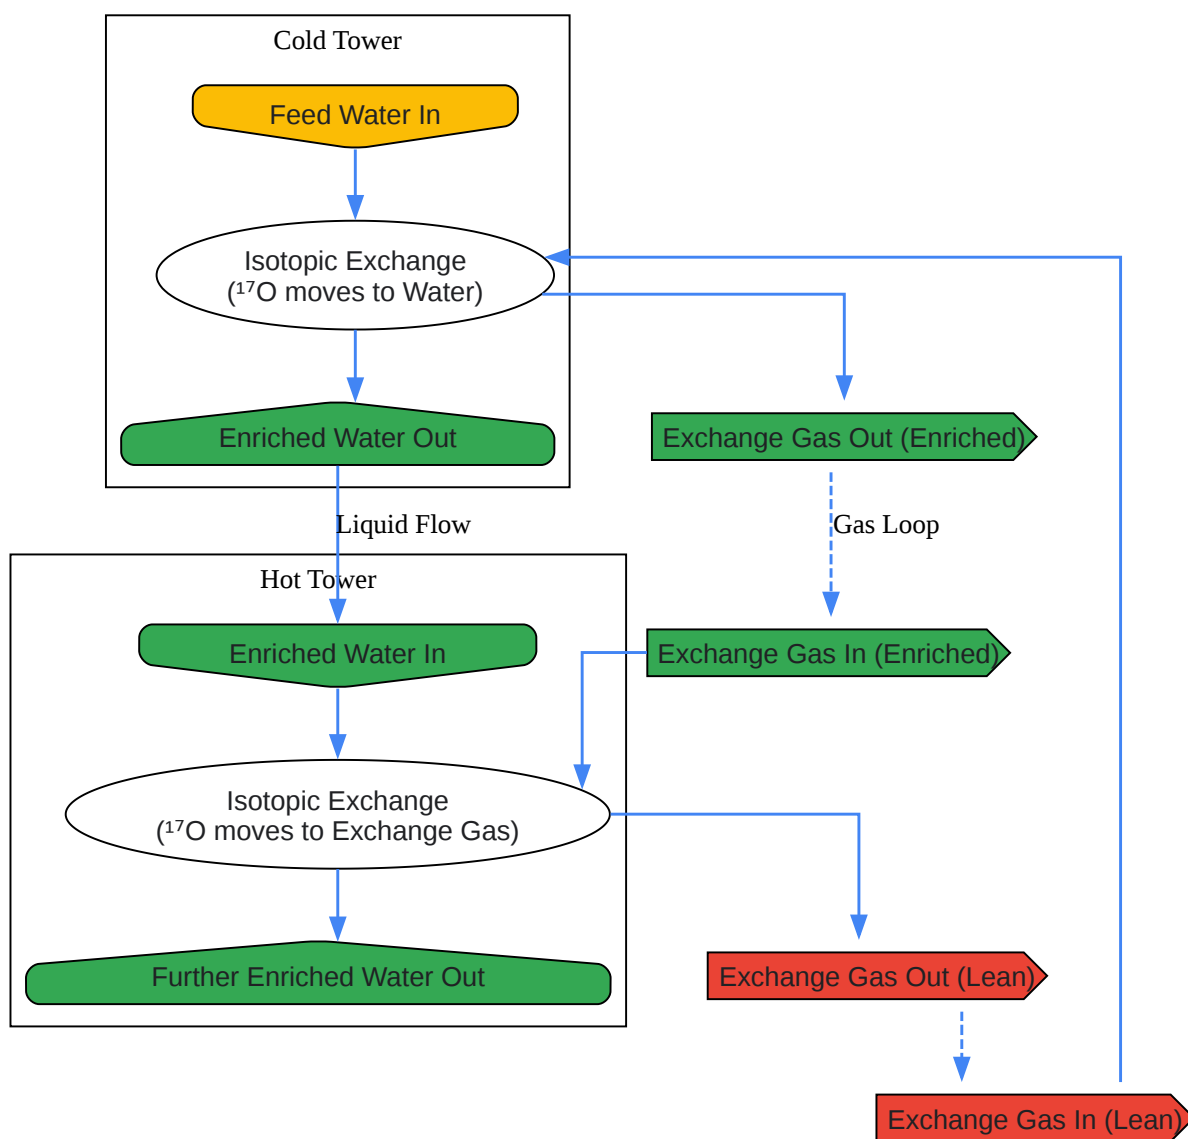 Cold Tower
Feed Water In
Isotopic Exchange
(¹⁷O moves to Water)
Enriched Water Out
Exchange Gas Out (Enriched)
Liquid Flow
Gas Loop
Hot Tower
Enriched Water In
Exchange Gas In (Enriched)
Isotopic Exchange
(¹⁷O moves to Exchange Gas)
Further Enriched Water Out
Exchange Gas Out (Lean)
Exchange Gas In (Lean)